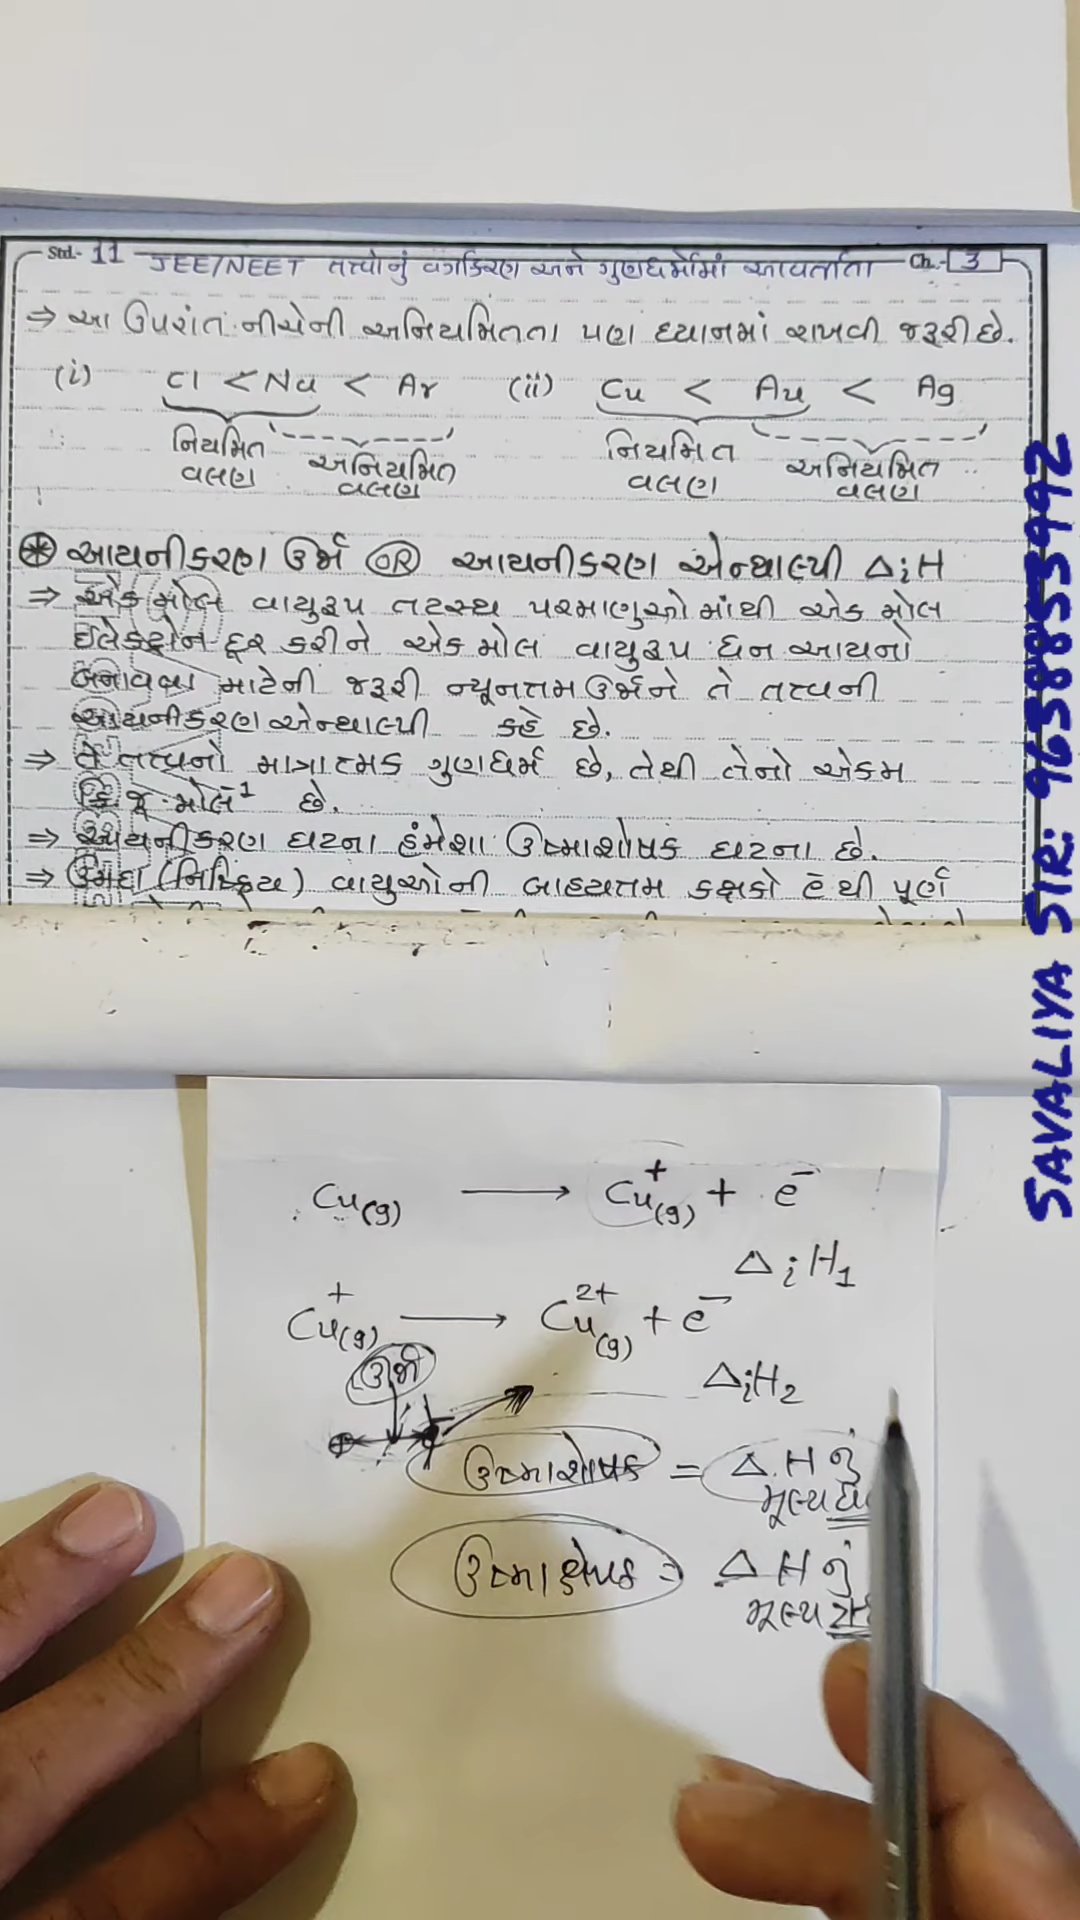 Std.- 11 JEE/NEET તત્ત્વોનું વર્ગીકરણ અને ગુણધર્મોમાં આવર્તતા Ch.- 3
⇒ આ ઉપરાંત નીચેની અનિયમિતતા પણ ધ્યાનમાં રાખવી જરૂરી છે.
(i) Cl < Na < Ar (ii) Cu < Au < Ag
નિયમિત વલણ અનિયમિત વલણ નિયમિત વલણ અનિયમિત વલણ
આયનીકરણ ઉર્જા OR આયનીકરણ એન્થાલ્પી ΔiH
⇒ એક મોલ વાયુરૂપ તટસ્થ પરમાણુઓમાંથી એક મોલ
ઈલેક્ટ્રોન દૂર કરીને એક મોલ વાયુરૂપ ધન આયનો
બનાવવા માટેની જરૂરી ન્યૂનત્તમ ઉર્જાને તે તત્વની
આયનીકરણ એન્થાલ્પી કહે છે.
⇒ તે તત્વનો માત્રાત્મક ગુણધર્મ છે, તેથી તેનો એકમ
કિ.જૂ.મોલ⁻¹ છે.
⇒ આયનીકરણ ઘટના હંમેશા ઉષ્માશોષક ઘટના છે.
⇒ ઉમદા (નિષ્ક્રિય) વાયુઓની બાહ્યતમ કક્ષકો e⁻થી પૂર્ણ
SAVALIYA SIR: 9638853992
Cu(g) ⟶ Cu⁺(g) + e⁻
ΔiH1
Cu⁺(g) ⟶ Cu²⁺(g) + e⁻
ઉર્જા
ΔiH2
ઉષ્માશોષક = ΔH નું
મૂલ્ય
ઉષ્માક્ષેપક = ΔH નું
મૂલ્ય